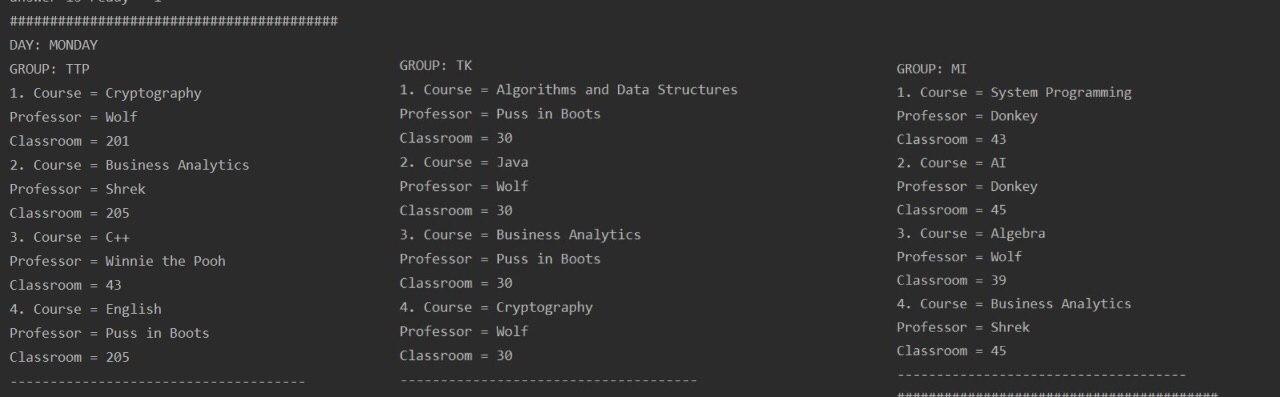 answer is ready
##########################################
DAY: MONDAY
GROUP: TTP
1. Course = Cryptography
Professor = Wolf
Classroom = 201
2. Course = Business Analytics
Professor = Shrek
Classroom = 205
3. Course = C++
Professor = Winnie the Pooh
Classroom = 43
4. Course = English
Professor = Puss in Boots
Classroom = 205
-------------------------------------
GROUP: TK
1. Course = Algorithms and Data Structures
Professor = Puss in Boots
Classroom = 30
2. Course = Java
Professor = Wolf
Classroom = 30
3. Course = Business Analytics
Professor = Puss in Boots
Classroom = 30
4. Course = Cryptography
Professor = Wolf
Classroom = 30
-------------------------------------
GROUP: MI
1. Course = System Programming
Professor = Donkey
Classroom = 43
2. Course = AI
Professor = Donkey
Classroom = 45
3. Course = Algebra
Professor = Wolf
Classroom = 39
4. Course = Business Analytics
Professor = Shrek
Classroom = 45
-------------------------------------
##########################################